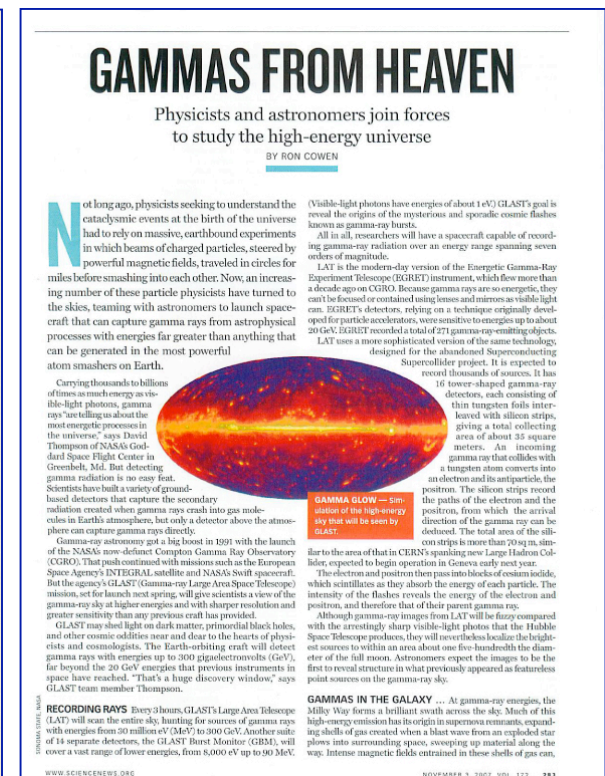 GAMMAS FROM HEAVEN
Physicists and astronomers join forces
to study the high-energy universe
BY RON COWEN
Not long ago, physicists seeking to understand the
cataclysmic events at the birth of the universe
had to rely on massive, earthbound experiments
in which beams of charged particles, steered by
powerful magnetic fields, traveled in circles for
miles before smashing into each other. Now, an increas-
ing number of these particle physicists have turned to
the skies, teaming with astronomers to launch space-
craft that can capture gamma rays from astrophysical
processes with energies far greater than anything that
can be generated in the most powerful
atom smashers on Earth.
Carrying thousands to billions
of times as much energy as vis-
ible-light photons, gamma
rays "are telling us about the
most energetic processes in
the universe," says David
Thompson of NASA's God-
dard Space Flight Center in
Greenbelt, Md. But detecting
gamma radiation is no easy feat.
Scientists have built a variety of ground-
based detectors that capture the secondary
radiation created when gamma rays crash into gas mole-
cules in Earth's atmosphere, but only a detector above the atmos-
phere can capture gamma rays directly.
Gamma-ray astronomy got a big boost in 1991 with the launch
of the NASA's now-defunct Compton Gamma Ray Observatory
(CGRO). That push continued with missions such as the European
Space Agency's INTEGRAL satellite and NASA's Swift spacecraft.
But the agency's GLAST (Gamma-ray Large Area Space Telescope)
mission, set for launch next spring, will give scientists a view of the
gamma-ray sky at higher energies and with sharper resolution and
greater sensitivity than any previous craft has provided.
GLAST may shed light on dark matter, primordial black holes,
and other cosmic oddities near and dear to the hearts of physi-
cists and cosmologists. The Earth-orbiting craft will detect
gamma rays with energies up to 300 gigaelectronvolts (GeV),
far beyond the 20 GeV energies that previous instruments in
space have reached. "That's a huge discovery window," says
GLAST team member Thompson.
RECORDING RAYS Every 3 hours, GLAST's Large Area Telescope
(LAT) will scan the entire sky, hunting for sources of gamma rays
with energies from 30 million eV (MeV) to 300 GeV. Another suite
of 14 separate detectors, the GLAST Burst Monitor (GBM), will
cover a vast range of lower energies, from 8,000 eV up to 90 MeV.
(Visible-light photons have energies of about 1 eV.) GLAST's goal is
reveal the origins of the mysterious and sporadic cosmic flashes
known as gamma-ray bursts.
All in all, researchers will have a spacecraft capable of record-
ing gamma-ray radiation over an energy range spanning seven
orders of magnitude.
LAT is the modern-day version of the Energetic Gamma-Ray
Experiment Telescope (EGRET) instrument, which flew more than
a decade ago on CGRO. Because gamma rays are so energetic, they
can't be focused or contained using lenses and mirrors as visible light
can. EGRET's detectors, relying on a technique originally devel-
oped for particle accelerators, were sensitive to energies up to about
20 GeV. EGRET recorded a total of 271 gamma-ray-emitting objects.
LAT uses a more sophisticated version of the same technology,
designed for the abandoned Superconducting
Supercollider project. It is expected to
record thousands of sources. It has
16 tower-shaped gamma-ray
detectors, each consisting of
thin tungsten foils inter-
leaved with silicon strips,
giving a total collecting
area of about 35 square
meters. An incoming
gamma ray that collides with
a tungsten atom converts into
an electron and its antiparticle, the
positron. The silicon strips record
the paths of the electron and the
positron, from which the arrival
direction of the gamma ray can be
deduced. The total area of the sili-
con strips is more than 70 sq m, sim-
ilar to the area of that in CERN's spanking new Large Hadron Col-
lider, expected to begin operation in Geneva early next year.
The electron and positron then pass into blocks of cesium iodide,
which scintillates as they absorb the energy of each particle. The
intensity of the flashes reveals the energy of the electron and
positron, and therefore that of their parent gamma ray.
Although gamma-ray images from LAT will be fuzzy compared
with the arrestingly sharp visible-light photos that the Hubble
Space Telescope produces, they will nevertheless localize the bright-
est sources to within an area about one five-hundredth the diam-
eter of the full moon. Astronomers expect the images to be the
first to reveal structure in what previously appeared as featureless
point sources on the gamma-ray sky.
GAMMAS IN THE GALAXY ... At gamma-ray energies, the
Milky Way forms a brilliant swath across the sky. Much of this
high-energy emission has its origin in supernova remnants, expand-
ing shells of gas created when a blast wave from an exploded star
plows into surrounding space, sweeping up material along the
way. Intense magnetic fields entrained in these shells of gas can,
GAMMA GLOW — Sim-
ulation of the high-energy
sky that will be seen by
GLAST.
SONOMA STATE, NASA
WWW.SCIENCENEWS.ORG
NOVEMBER 3, 2007 VOL. 172 283